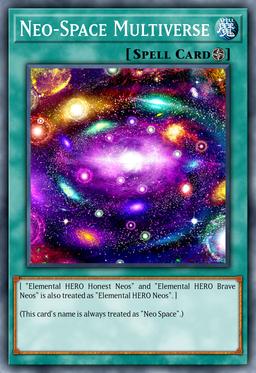 Neo-Space Multiverse
[Spell Card]
[ "Elemental HERO Honest Neos" and "Elemental HERO Brave
Neos" is also treated as "Elemental HERO Neos". ]
(This card's name is always treated as "Neo Space".)